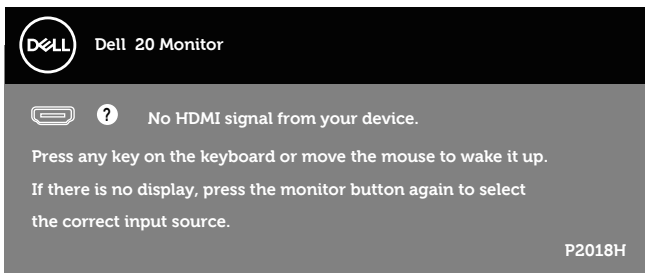 DELL Dell 20 Monitor
? No HDMI signal from your device.
Press any key on the keyboard or move the mouse to wake it up.
If there is no display, press the monitor button again to select
the correct input source.
P2018H